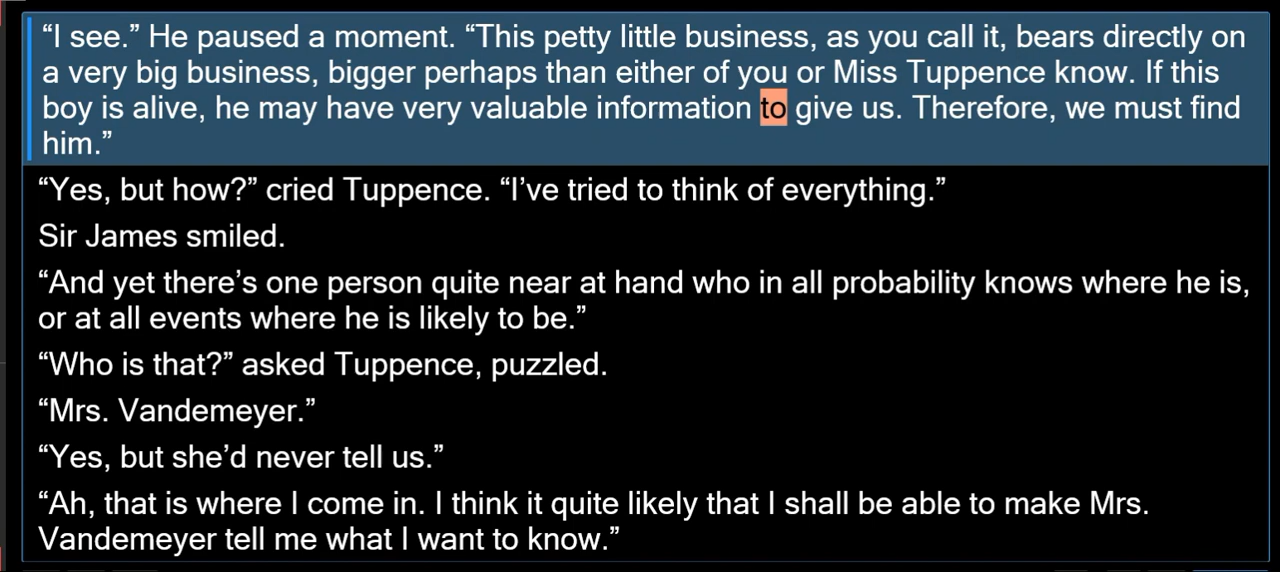 “I see.” He paused a moment. “This petty little business, as you call it, bears directly on
a very big business, bigger perhaps than either of you or Miss Tuppence know. If this
boy is alive, he may have very valuable information to give us. Therefore, we must find
him.”
“Yes, but how?” cried Tuppence. “I’ve tried to think of everything.”
Sir James smiled.
“And yet there’s one person quite near at hand who in all probability knows where he is,
or at all events where he is likely to be.”
“Who is that?” asked Tuppence, puzzled.
“Mrs. Vandemeyer.”
“Yes, but she’d never tell us.”
“Ah, that is where I come in. I think it quite likely that I shall be able to make Mrs.
Vandemeyer tell me what I want to know.”